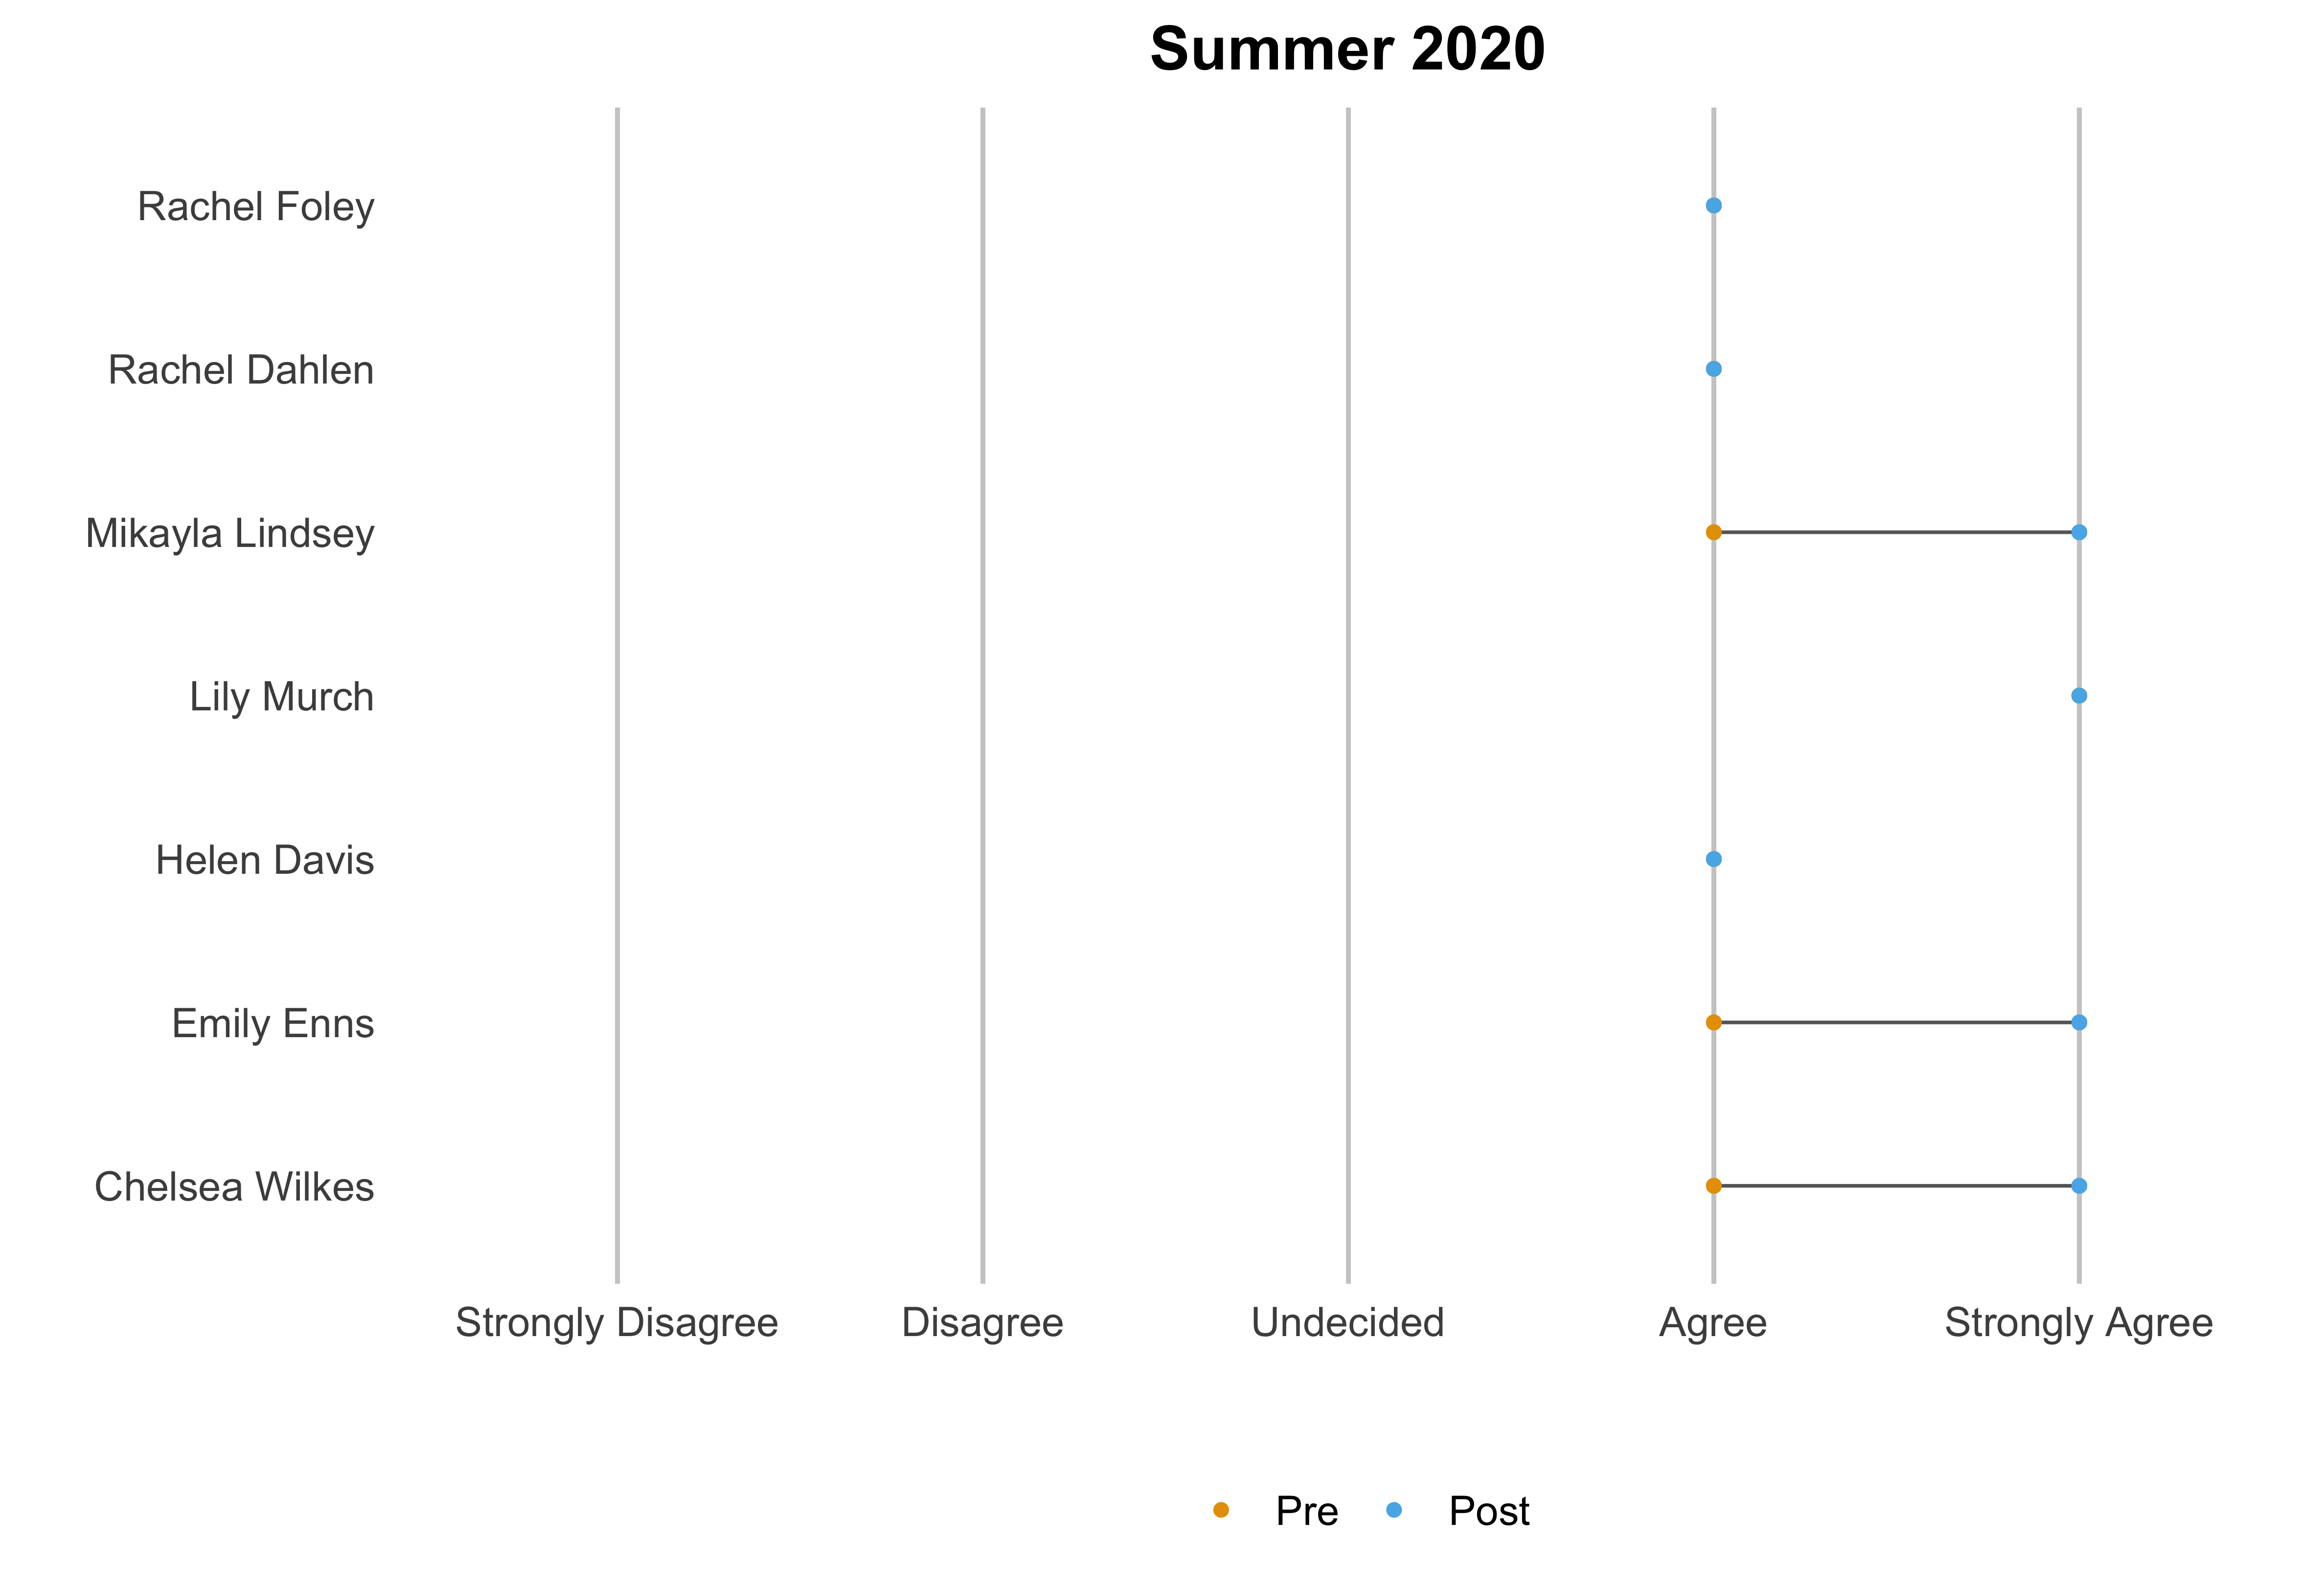 Summer 2020
Rachel Foley
Rachel Dahlen
Mikayla Lindsey
Lily Murch
Helen Davis
Emily Enns
Chelsea Wilkes
Strongly Disagree Disagree Undecided Agree Strongly Agree
Pre Post